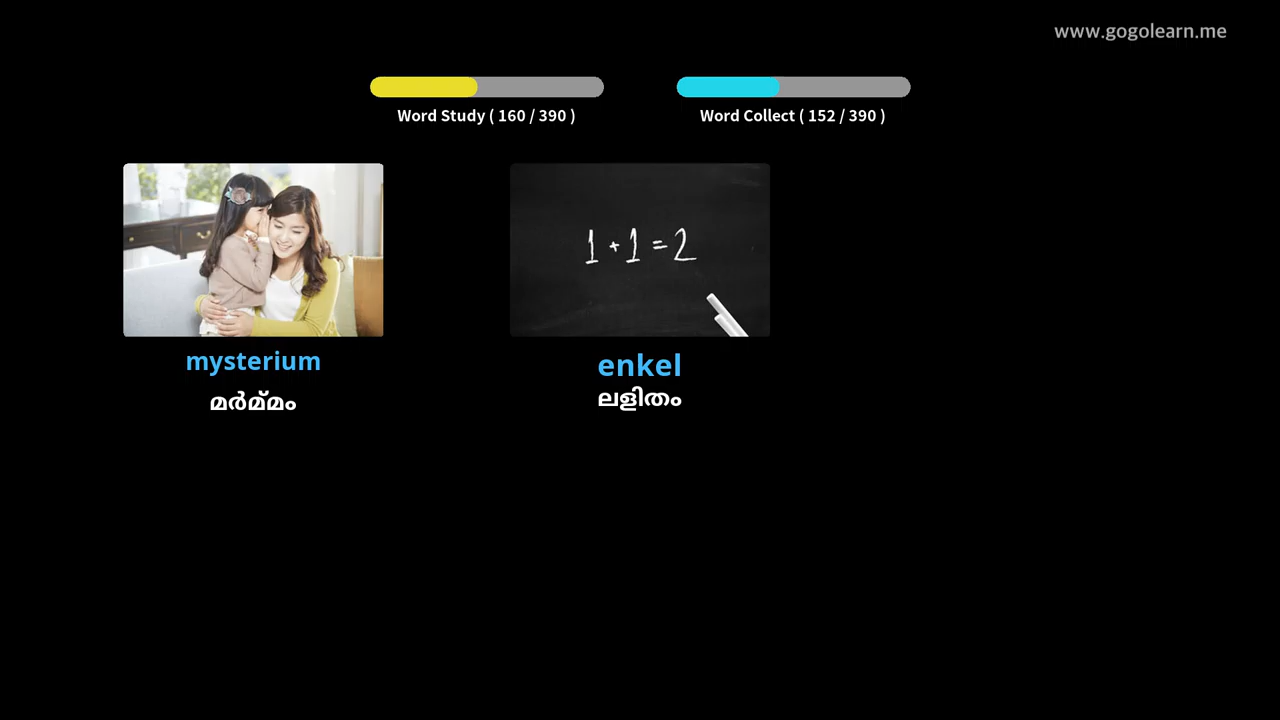 www.gogolearn.me
Word Study ( 160 / 390 )
Word Collect ( 152 / 390 )
1 + 1 = 2
mysterium
മർമ്മം
enkel
ലളിതം